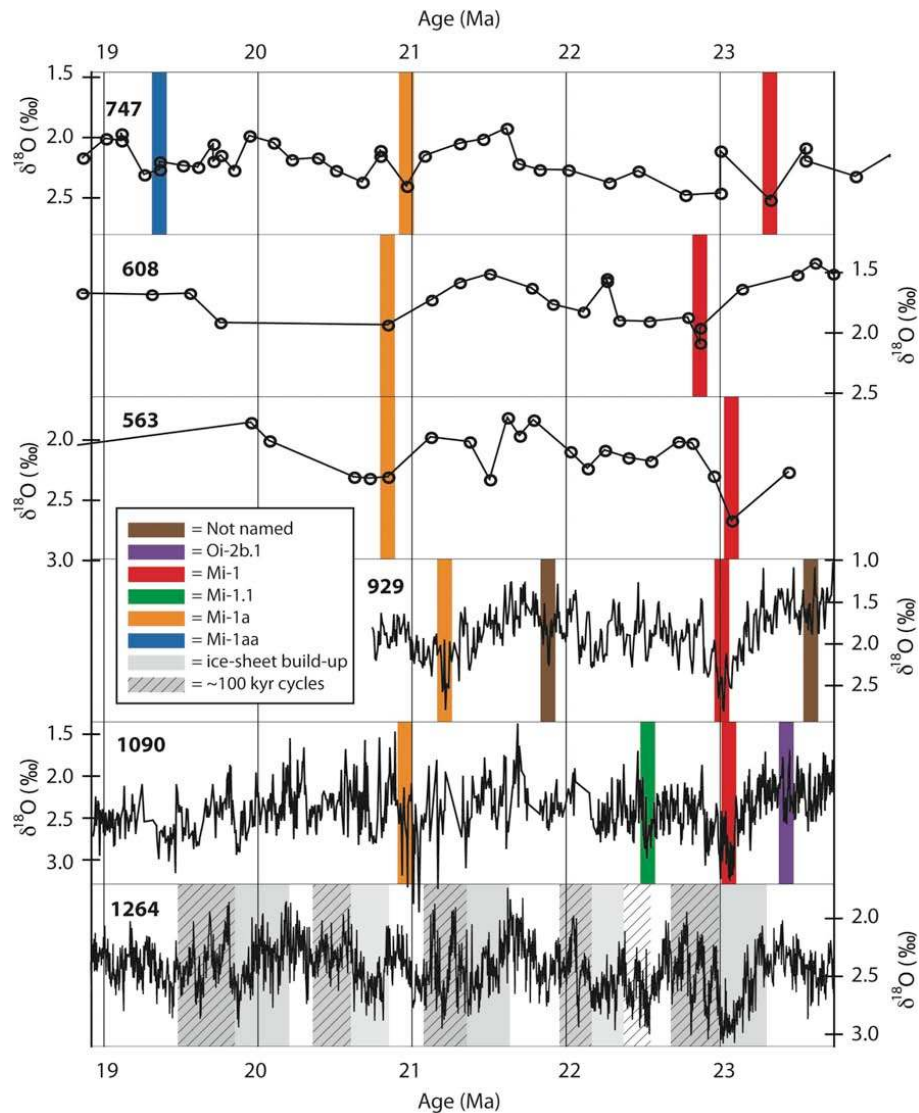 Age (Ma)
19 20 21 22 23
747
1.5
2.0
2.5
δ¹⁸O (‰)
608
1.5
2.0
2.5
δ¹⁸O (‰)
563
2.0
2.5
3.0
δ¹⁸O (‰)
= Not named
= Oi-2b.1
= Mi-1
= Mi-1.1
= Mi-1a
= Mi-1aa
= ice-sheet build-up
= ~100 kyr cycles
929
1.0
1.5
2.0
2.5
δ¹⁸O (‰)
1090
1.5
2.0
2.5
3.0
δ¹⁸O (‰)
1264
2.0
2.5
3.0
δ¹⁸O (‰)
19 20 21 22 23
Age (Ma)